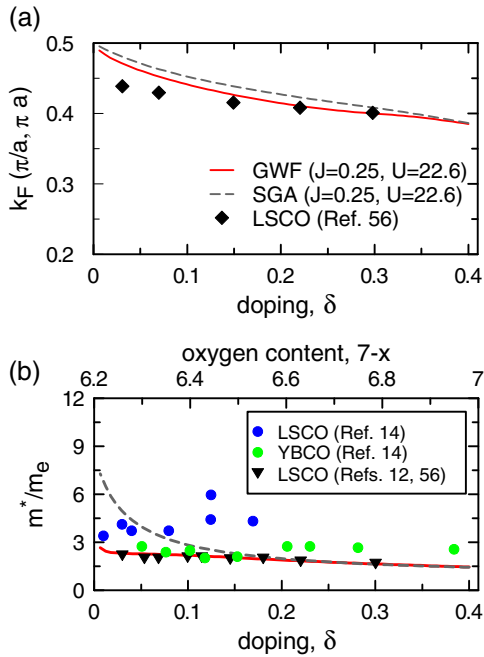 (a)
0.5
0.4
0.3
0.2
k_F (π/a, π a)
GWF (J=0.25, U=22.6)
SGA (J=0.25, U=22.6)
LSCO (Ref. 56)
0 0.1 0.2 0.3 0.4
doping, δ
oxygen content, 7-x
(b)
6.2 6.4 6.6 6.8 7
12
9
6
3
0
m*/m_e
LSCO (Ref. 14)
YBCO (Ref. 14)
LSCO (Refs. 12, 56)
0 0.1 0.2 0.3 0.4
doping, δ